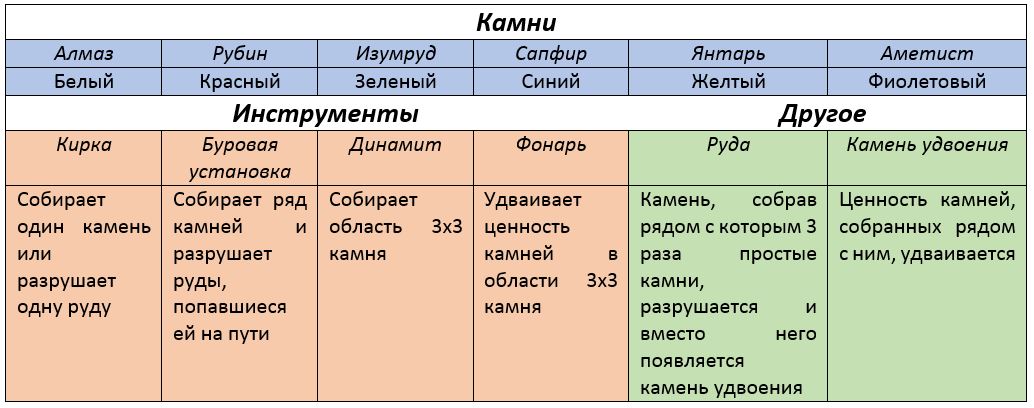 Камни
Алмаз Рубин Изумруд Сапфир Янтарь Аметист
Белый Красный Зеленый Синий Желтый Фиолетовый
Инструменты Другое
Кирка
Буровая
установка
Динамит
Фонарь
Руда
Камень удвоения
Собирает
один камень
или
разрушает
одну руду
Собирает ряд
камней и
разрушает
руды,
попавшиеся
ей на пути
Собирает
область 3х3
камня
Удваивает
ценность
камней в
области 3х3
камня
Камень, собрав
рядом с которым 3
раза простые
камни,
разрушается и
вместо него
появляется
камень удвоения
Ценность камней,
собранных рядом
с ним, удваивается